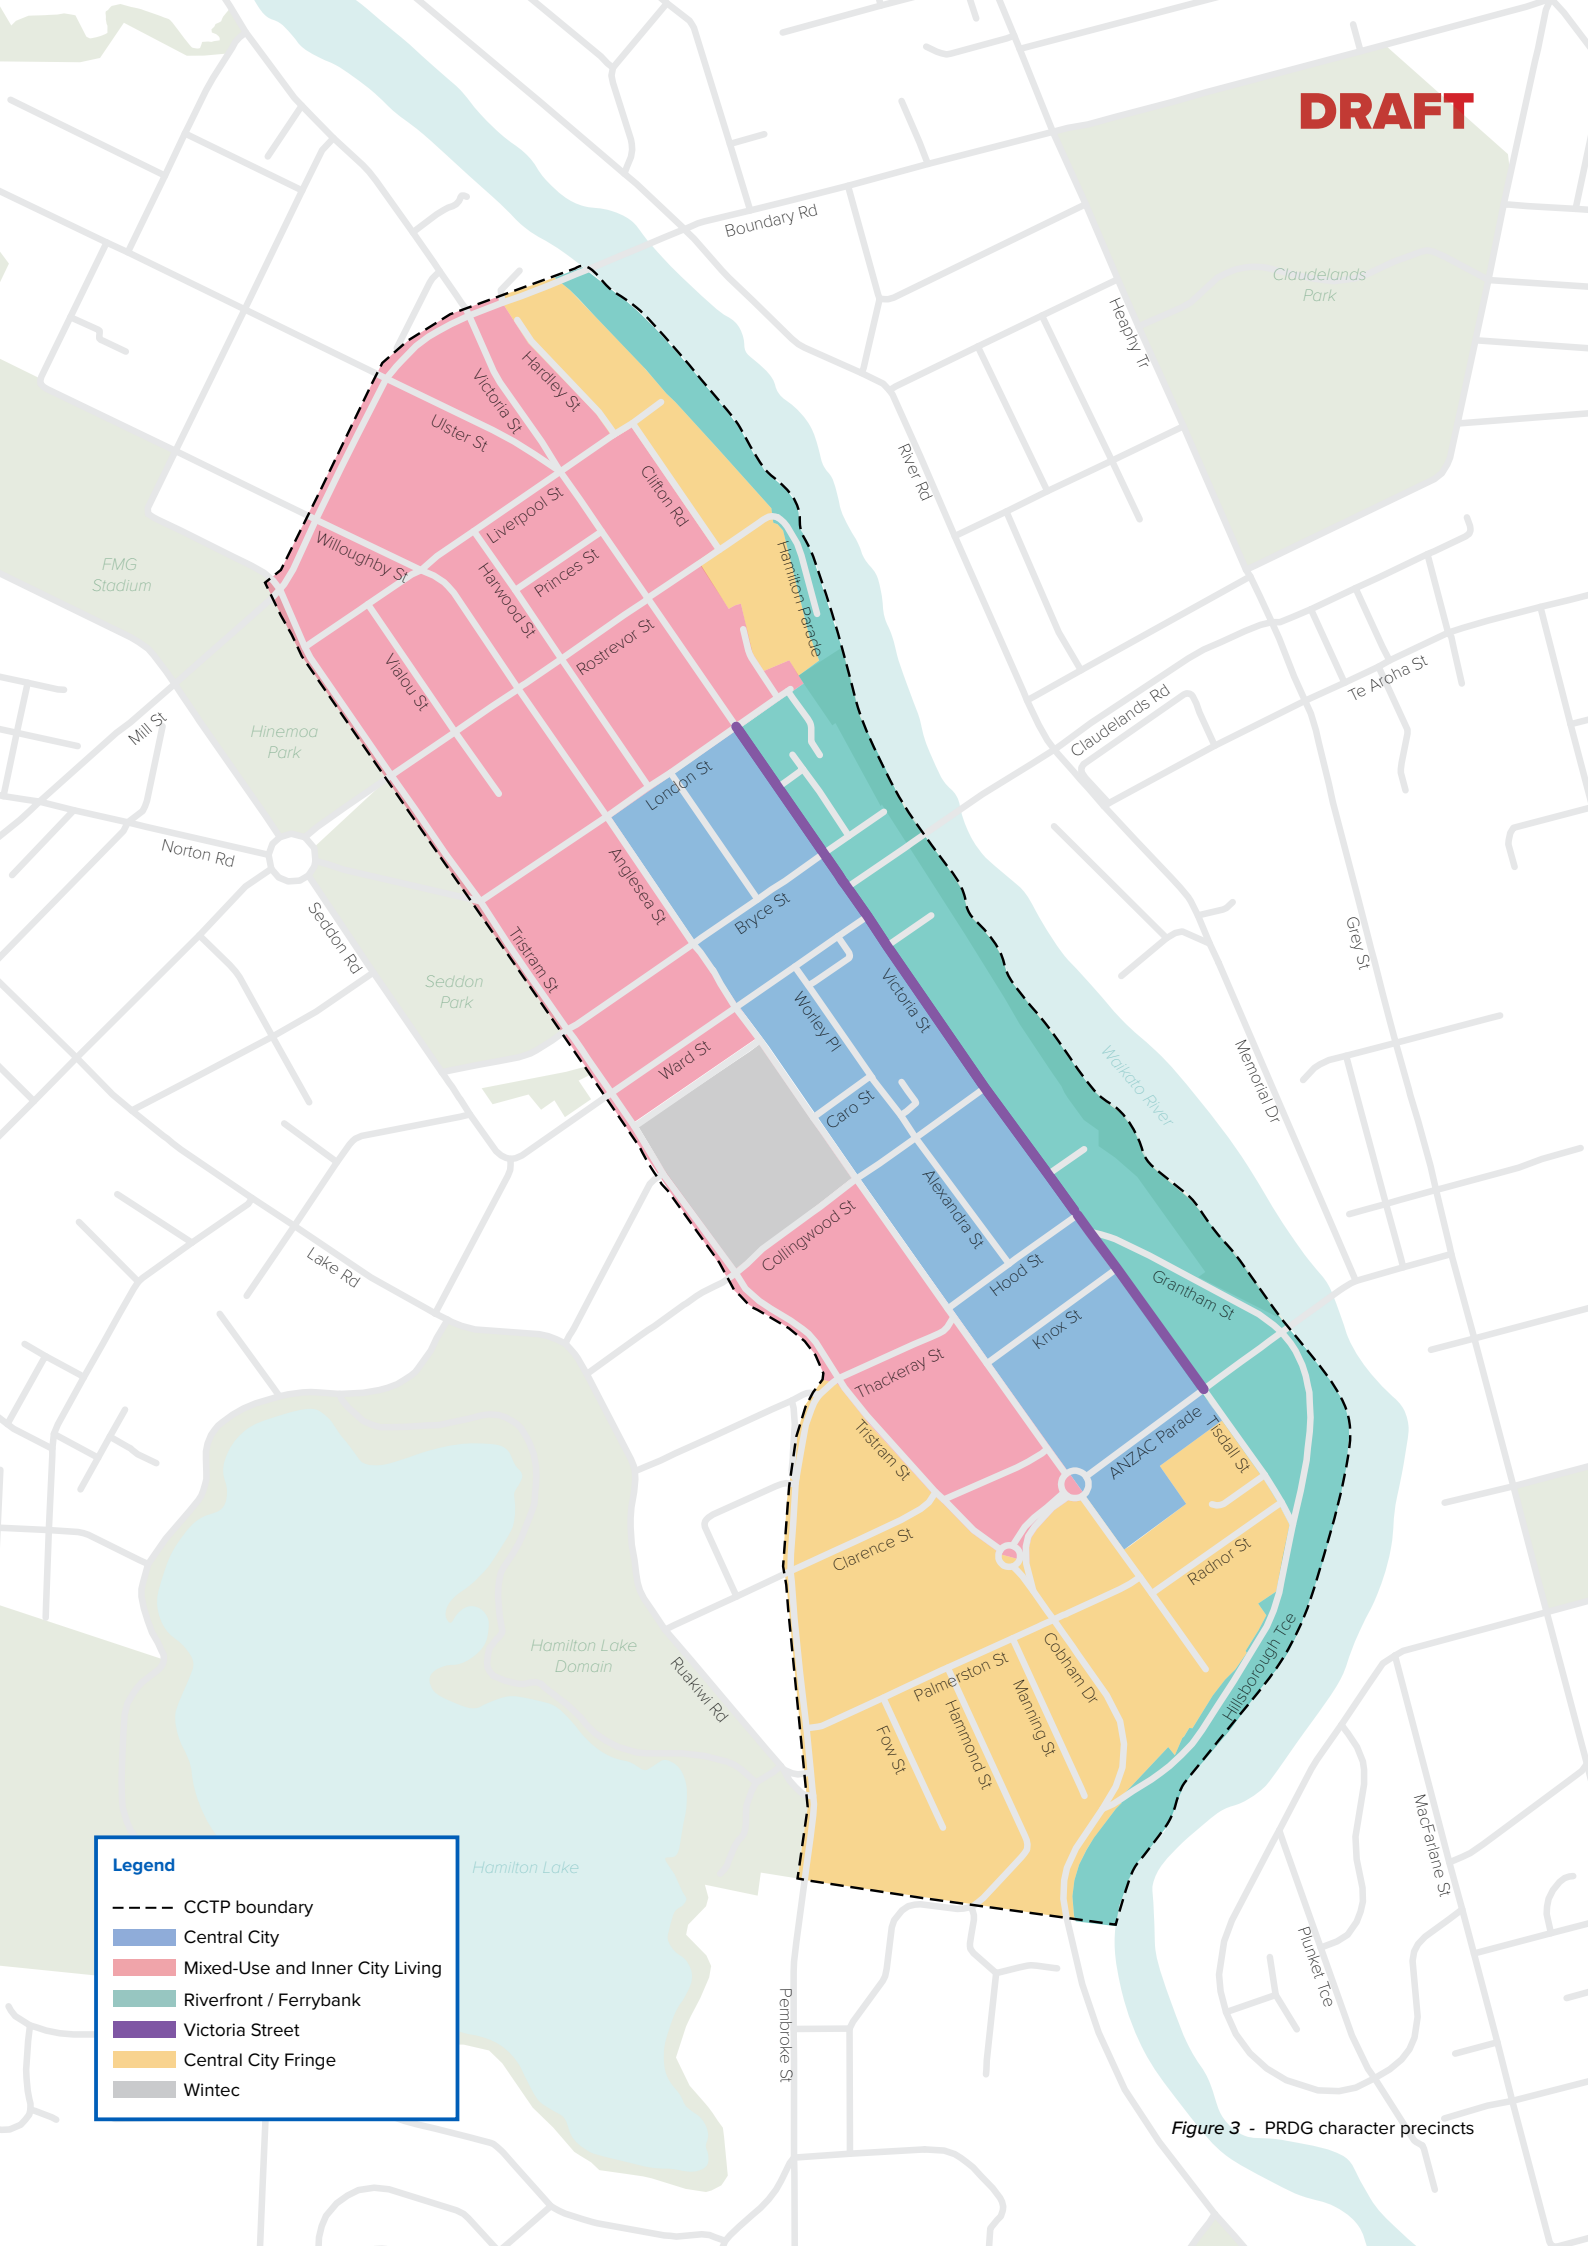 DRAFT
Boundary Rd
Claudelands
Park
Heaphy Tr
Hardley St
Victoria St
Ulster St
River Rd
Clifton Rd
Liverpool St
Willoughby St
Princes St
Harwood St
Hamilton Parade
FMG
Stadium
Rostrevor St
Vialou St
Te Aroha St
Claudelands Rd
Mill St
Hinemoa
Park
London St
Norton Rd
Anglesea St
Bryce St
Seddon Rd
Tristram St
Grey St
Seddon
Park
Victoria St
Worley Pl
Ward St
Memorial Dr
Waikato River
Caro St
Alexandra St
Collingwood St
Lake Rd
Hood St
Grantham St
Knox St
Thackeray St
ANZAC Parade
Tisdall St
Tristram St
Clarence St
Radnor St
Hamilton Lake
Domain
Ruakiwi Rd
Cobham Dr
Hillsborough Tce
Palmerston St
Manning St
Hammond St
Fow St
MacFarlane St
Hamilton Lake
Plunket Tce
Pembroke St
Legend
CCTP boundary
Central City
Mixed-Use and Inner City Living
Riverfront / Ferrybank
Victoria Street
Central City Fringe
Wintec
Figure 3 - PRDG character precincts